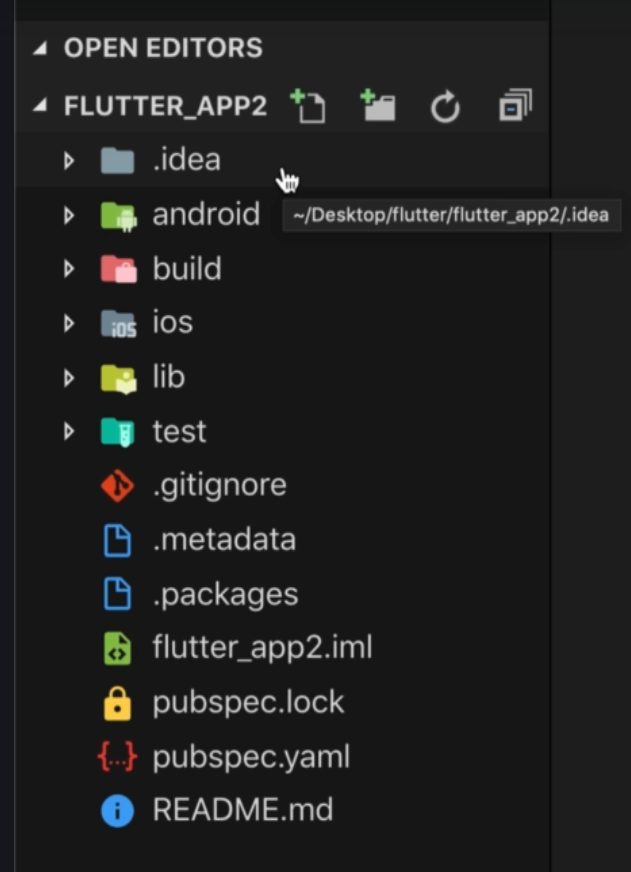 OPEN EDITORS
FLUTTER_APP2
.idea
android
~/Desktop/flutter/flutter_app2/.idea
build
ios
lib
test
.gitignore
.metadata
.packages
flutter_app2.iml
pubspec.lock
pubspec.yaml
README.md